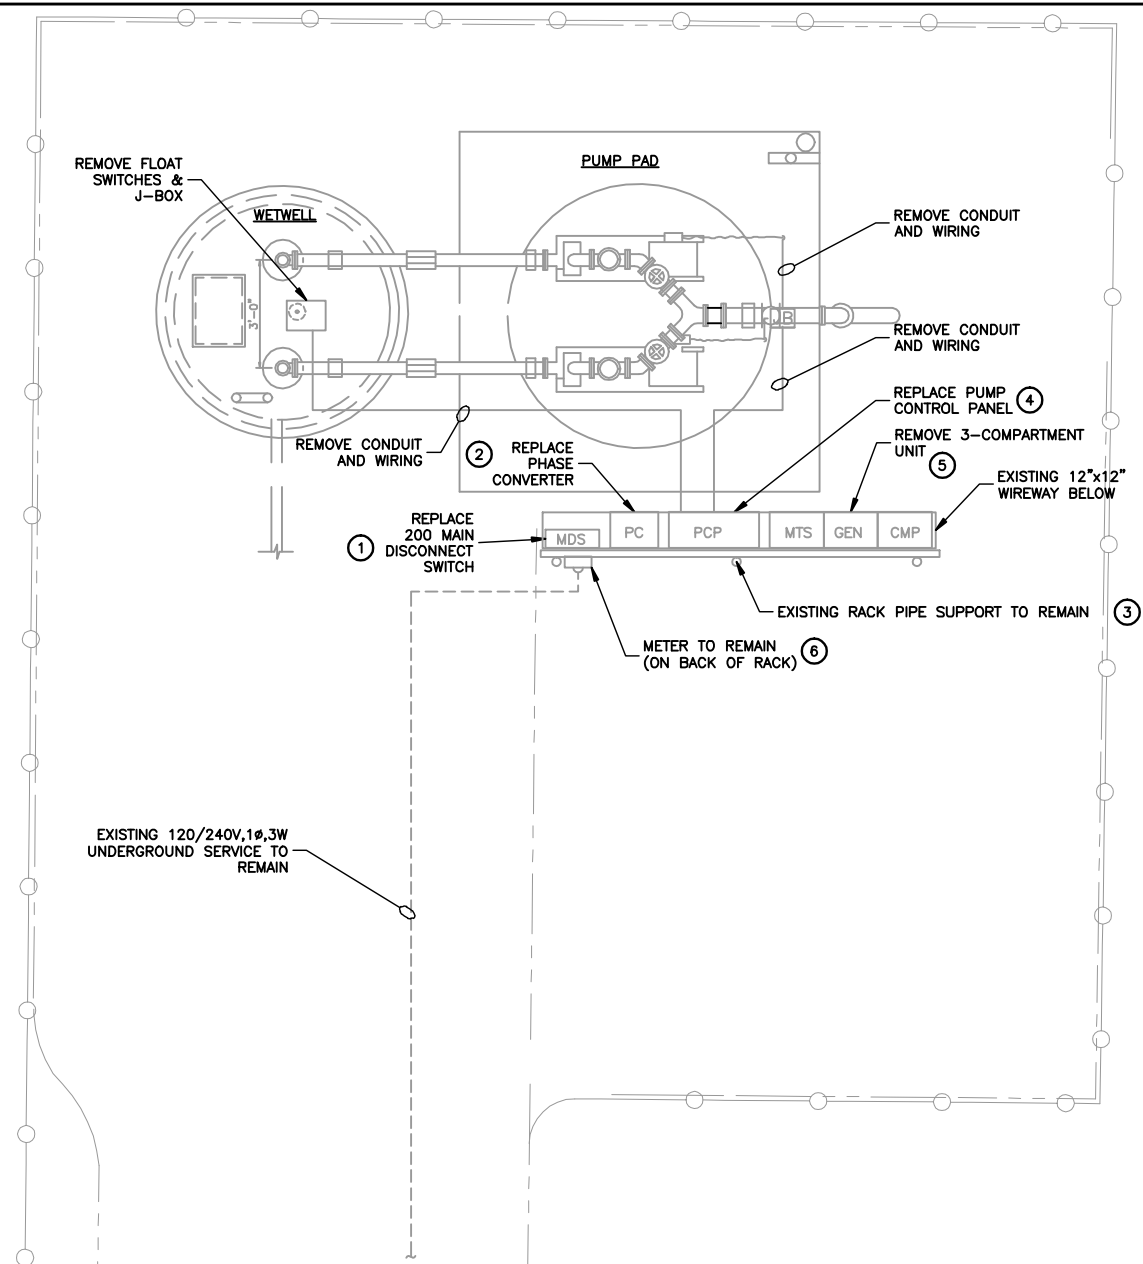 REMOVE FLOAT
SWITCHES &
J-BOX
WETWELL
3'-0"
PUMP PAD
REMOVE CONDUIT
AND WIRING
JB
REMOVE CONDUIT
AND WIRING
REPLACE PUMP
CONTROL PANEL 4
REMOVE 3-COMPARTMENT
UNIT 5
EXISTING 12"x12"
WIREWAY BELOW
REMOVE CONDUIT
AND WIRING
2 REPLACE
PHASE
CONVERTER
1 REPLACE
200 MAIN
DISCONNECT
SWITCH
MDS PC PCP MTS GEN CMP
EXISTING RACK PIPE SUPPORT TO REMAIN 3
METER TO REMAIN
(ON BACK OF RACK) 6
EXISTING 120/240V,1ø,3W
UNDERGROUND SERVICE TO
REMAIN